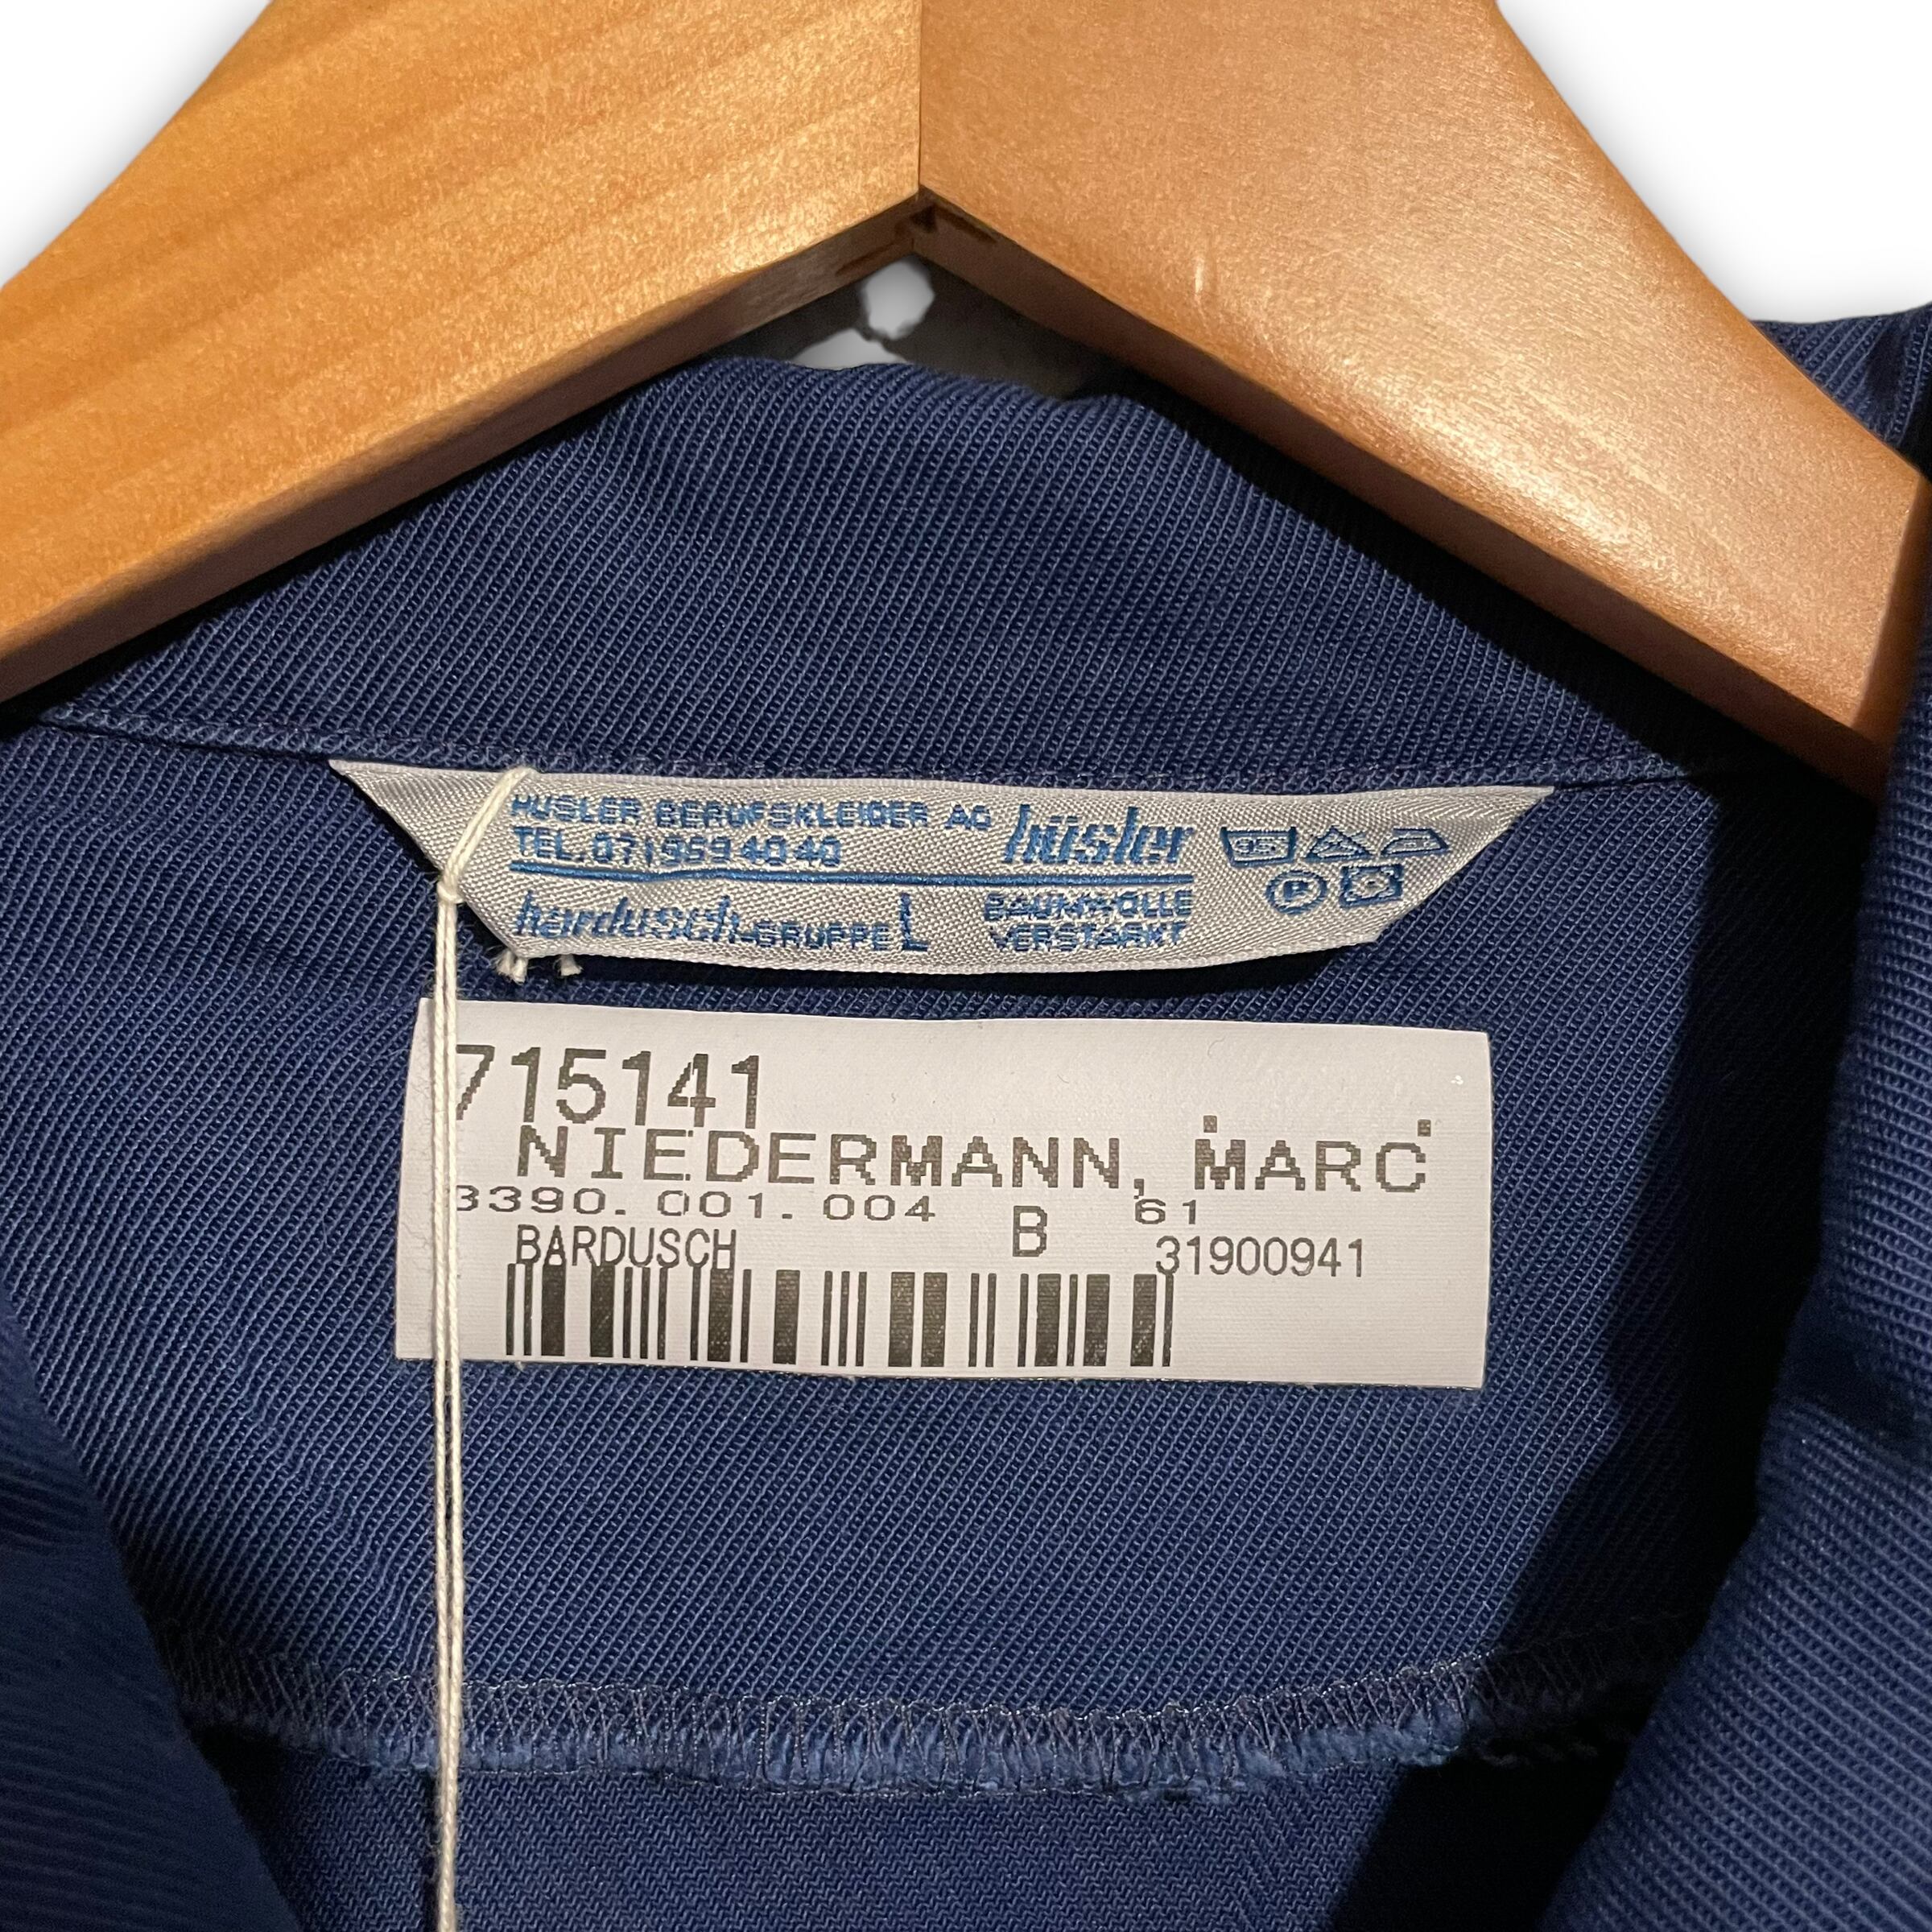 HÜSLER BERUFSKLEIDER AG
TEL. 071 959 40 40
hüsler
95
P
bardusch-GRUPPE L
BAUMWOLLE
VERSTÄRKT
715141
NIEDERMANN, MARC
3390.001.004 B 61
BARDUSCH 31900941